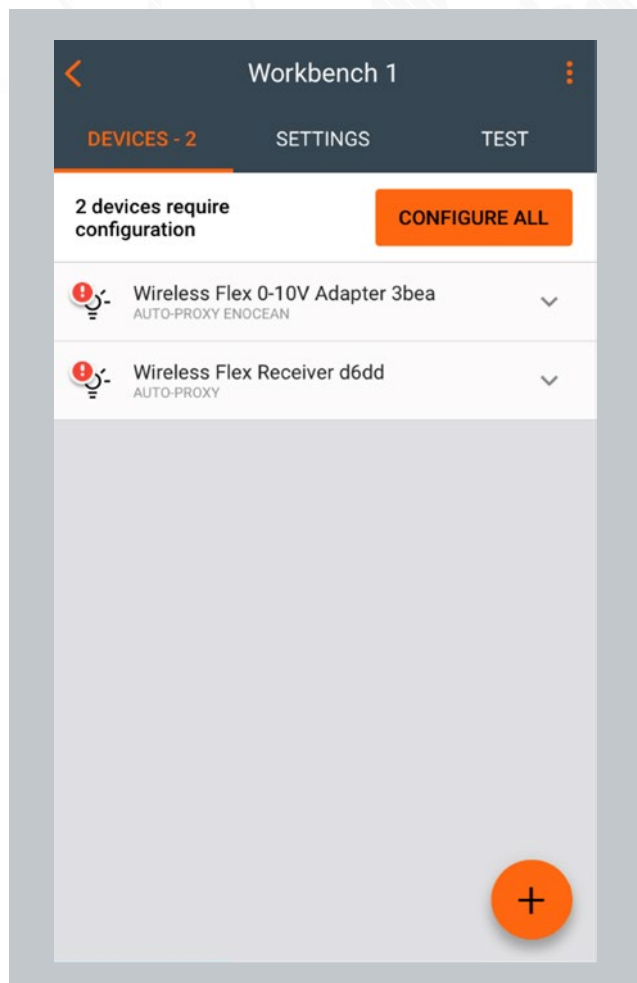 Workbench 1
DEVICES - 2
SETTINGS
TEST
2 devices require
configuration
CONFIGURE ALL
Wireless Flex 0-10V Adapter 3bea
AUTO-PROXY ENOCEAN
Wireless Flex Receiver d6dd
AUTO-PROXY